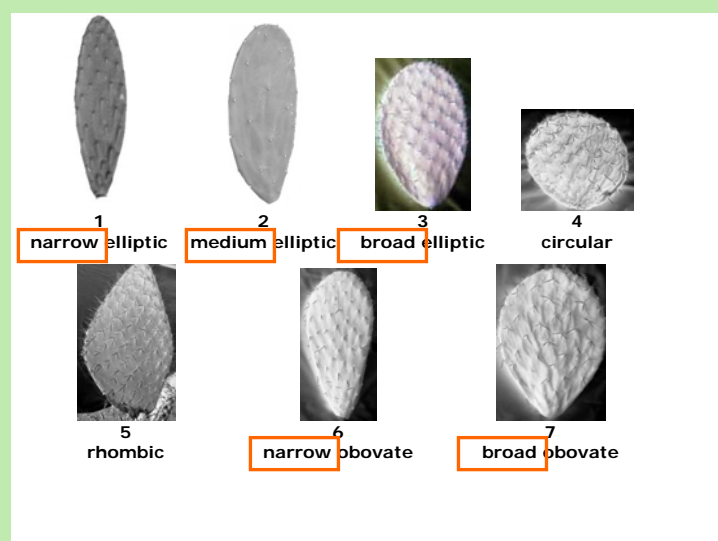 1 2 3 4
narrow elliptic medium elliptic broad elliptic circular
5 6 7
rhombic narrow obovate broad obovate